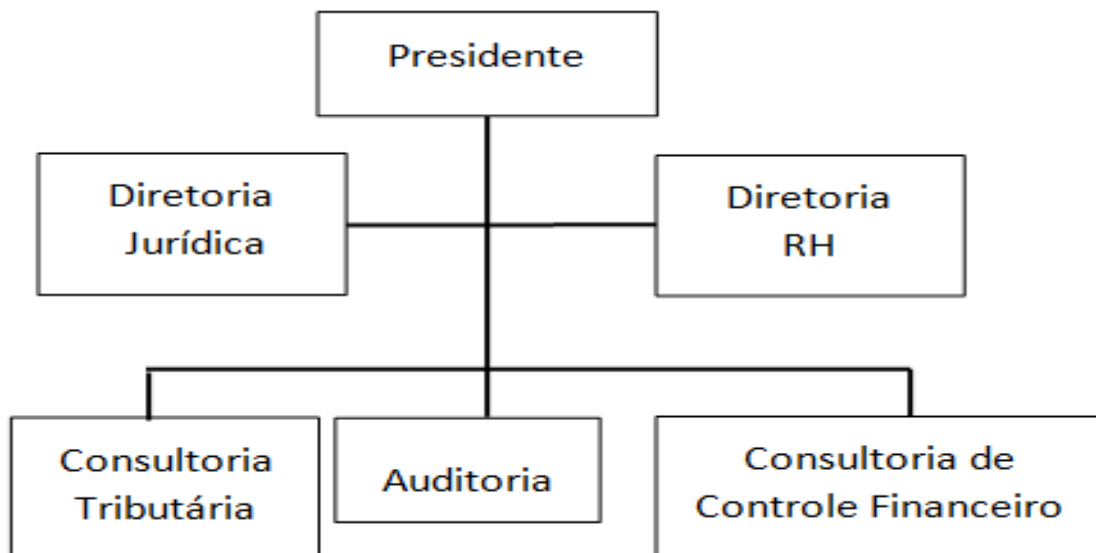 Presidente
Diretoria
Jurídica
Diretoria
RH
Consultoria
Tributária
Auditoria
Consultoria de
Controle Financeiro